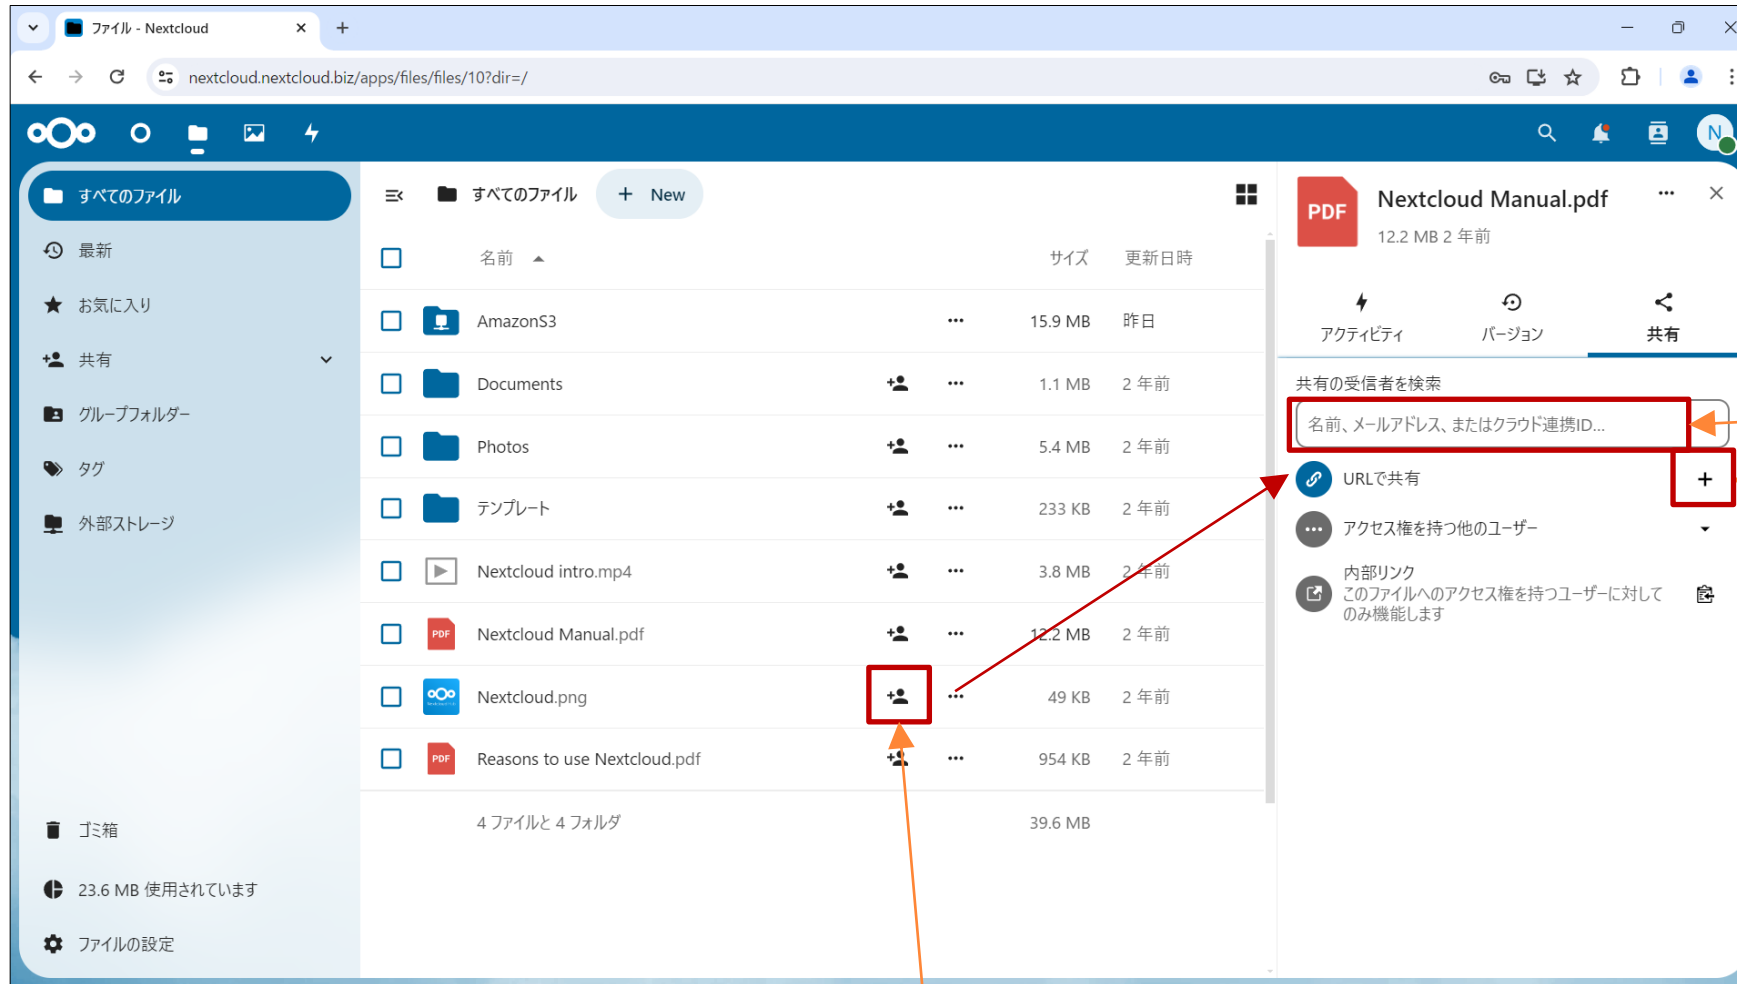 ファイル - Nextcloud
nextcloud.nextcloud.biz/apps/files/files/10?dir=/
N
すべてのファイル
最新
お気に入り
共有
グループフォルダー
タグ
外部ストレージ
ゴミ箱
23.6 MB 使用されています
ファイルの設定
すべてのファイル
+ New
名前 サイズ 更新日時
AmazonS3 15.9 MB 昨日
Documents 1.1 MB 2 年前
Photos 5.4 MB 2 年前
テンプレート 233 KB 2 年前
Nextcloud intro.mp4 3.8 MB 2 年前
PDF Nextcloud Manual.pdf 12.2 MB 2 年前
Nextcloud.png 49 KB 2 年前
PDF Reasons to use Nextcloud.pdf 954 KB 2 年前
4 ファイルと 4 フォルダ 39.6 MB
PDF
Nextcloud Manual.pdf
12.2 MB 2 年前
アクティビティ バージョン 共有
共有の受信者を検索
名前、メールアドレス、またはクラウド連携ID...
URLで共有
アクセス権を持つ他のユーザー
内部リンク
このファイルへのアクセス権を持つユーザーに対して
のみ機能します